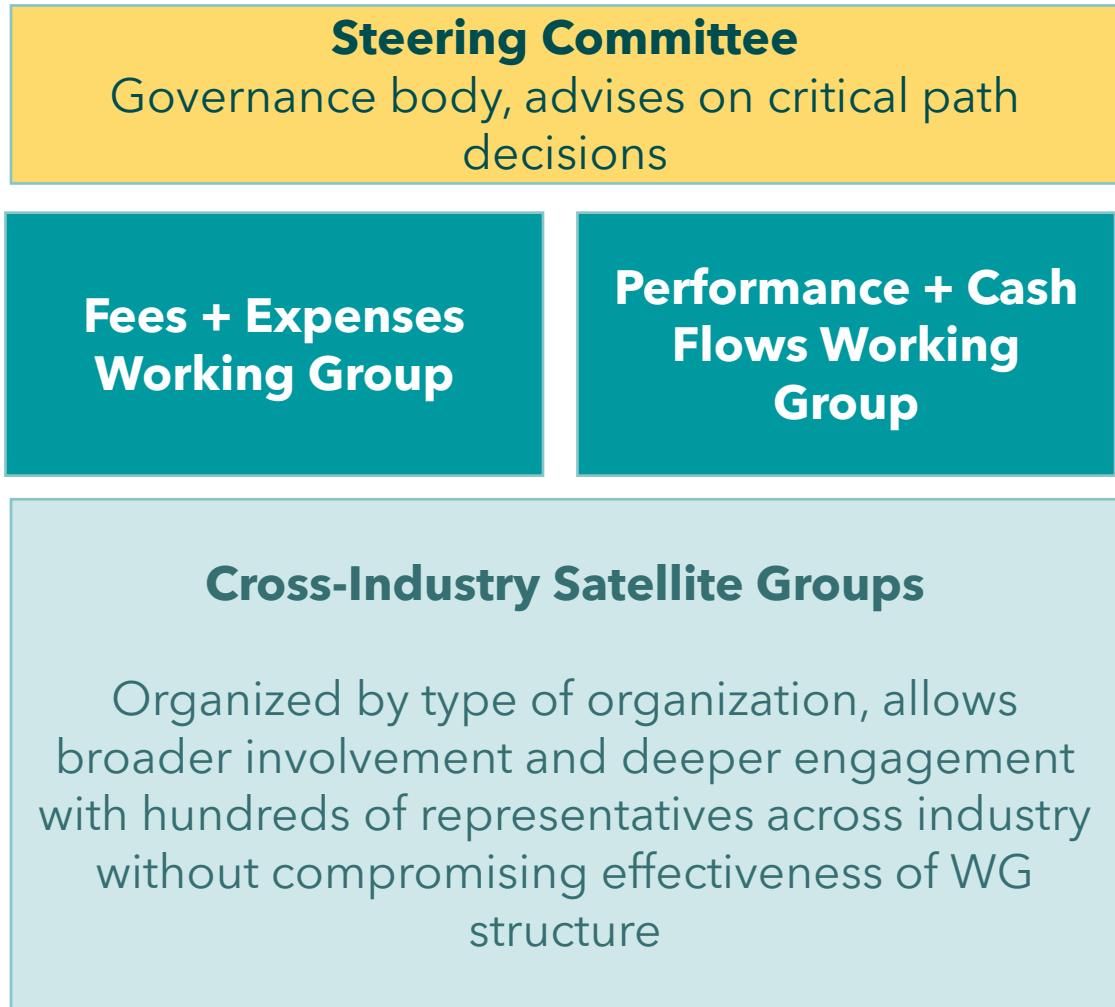 Steering Committee
Governance body, advises on critical path
decisions
Fees + Expenses
Working Group
Performance + Cash
Flows Working
Group
Cross-Industry Satellite Groups
Organized by type of organization, allows
broader involvement and deeper engagement
with hundreds of representatives across industry
without compromising effectiveness of WG
structure